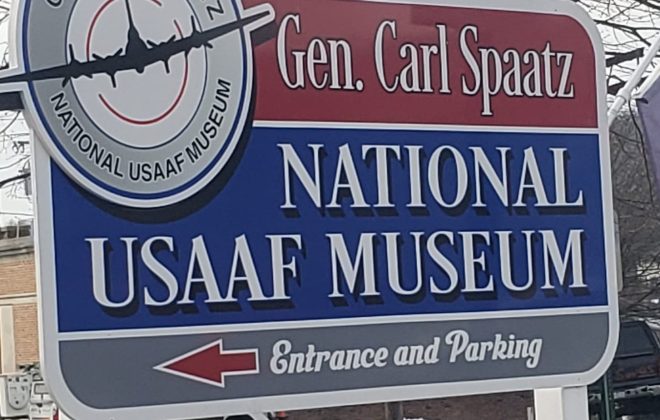 Gen. Carl Spaatz
NATIONAL USAAF MUSEUM
NATIONAL
USAAF MUSEUM
Entrance and Parking